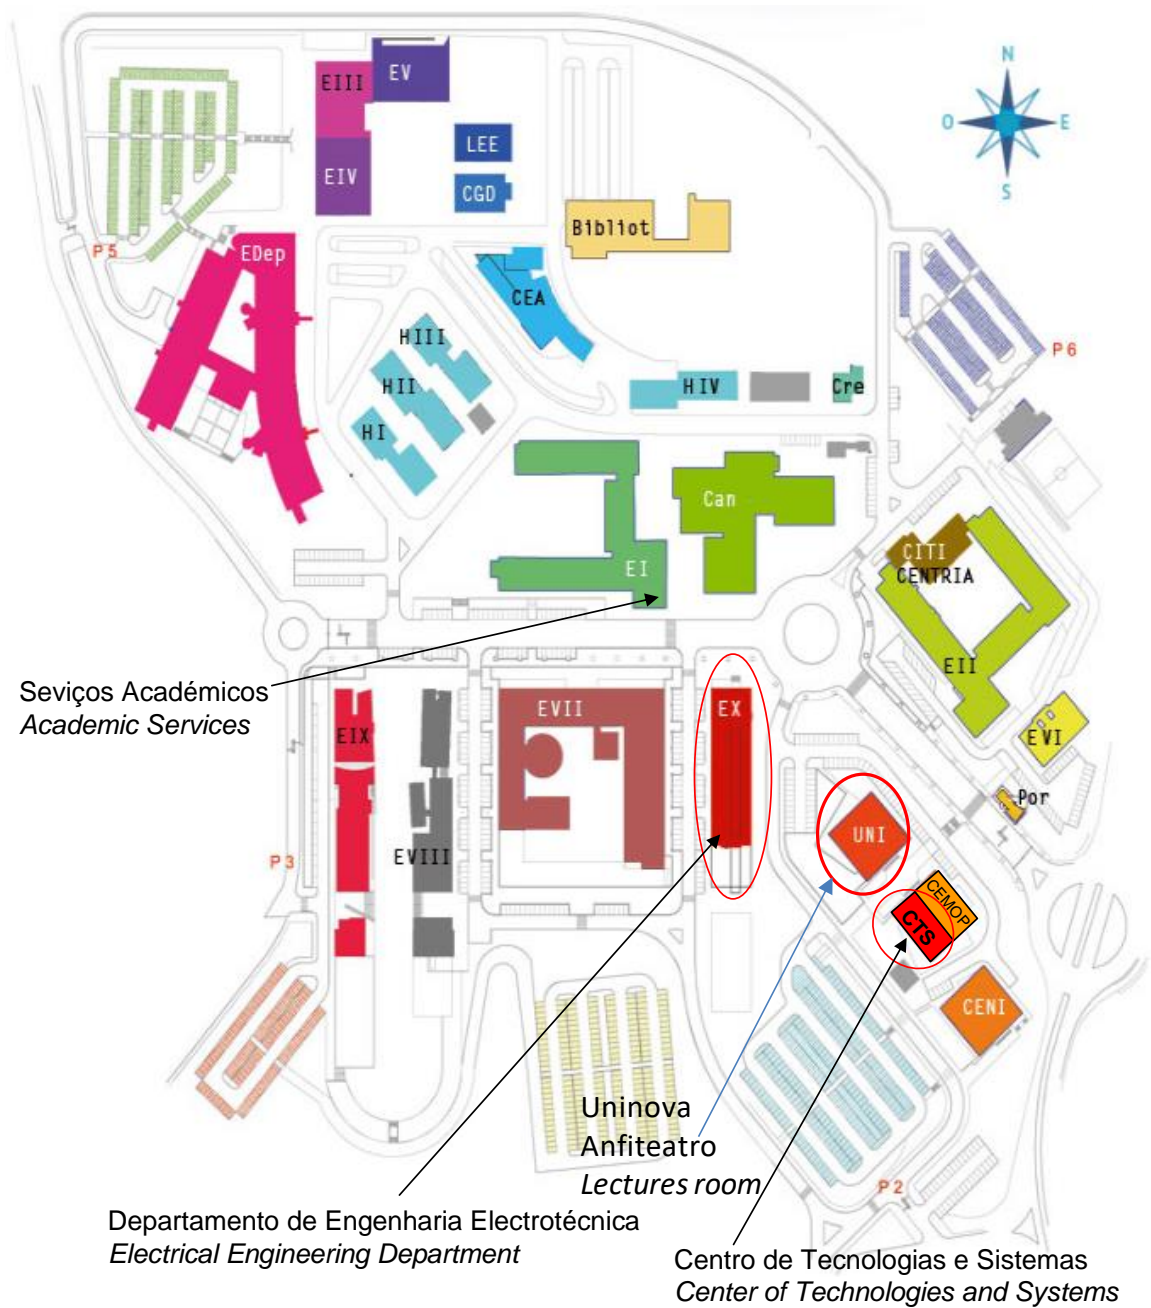 N
EV
EIII
O
E
LEE
EIV
CGD
S
Bibliot
P5
EDep
CEA
HIII
P6
HII
HIV
Cre
HI
Can
CITI
EI
CENTRIA
EII
Seviços Académicos
Academic Services
EVII
EX
EIX
EVI
Por
UNI
EVIII
P3
CEMOP
CTS
CENI
Uninova
Anfiteatro
Lectures room
P2
Departamento de Engenharia Electrotécnica
Electrical Engineering Department
Centro de Tecnologias e Sistemas
Center of Technologies and Systems